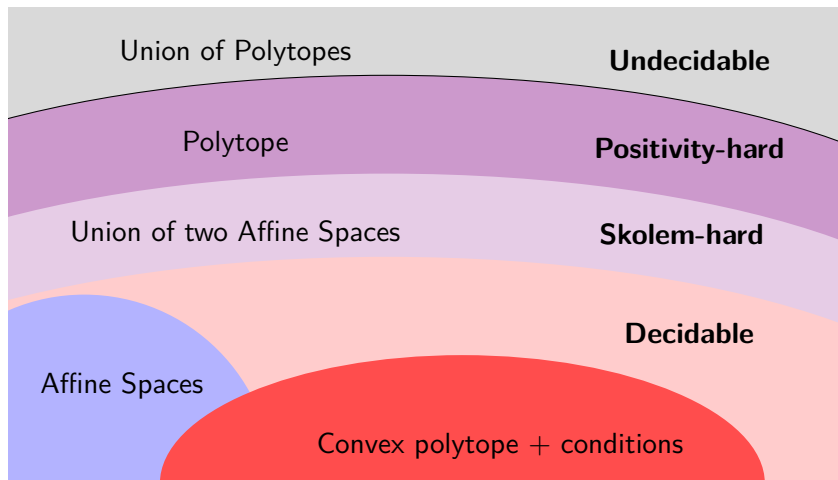 Union of Polytopes
Undecidable
Polytope
Positivity-hard
Union of two Affine Spaces
Skolem-hard
Decidable
Affine Spaces
Convex polytope + conditions